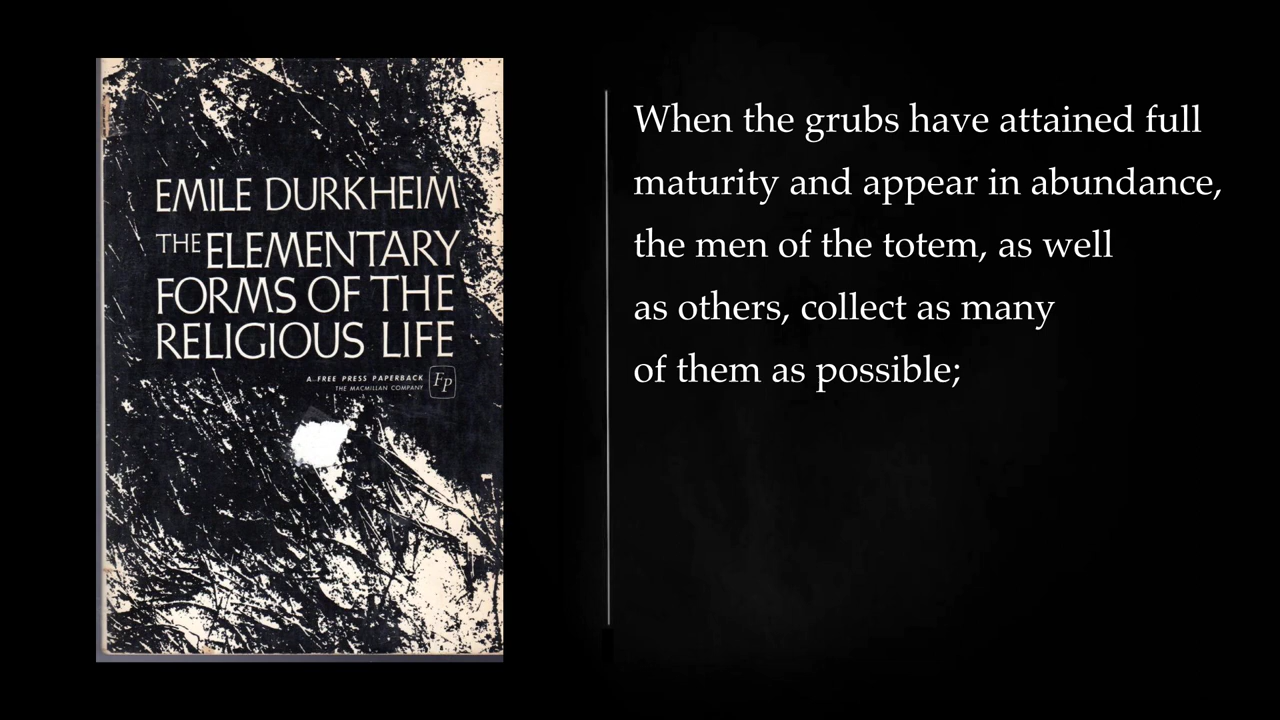 EMILE DURKHEIM
THE ELEMENTARY
FORMS OF THE
RELIGIOUS LIFE
A FREE PRESS PAPERBACK
THE MACMILLAN COMPANY
FP
When the grubs have attained full
maturity and appear in abundance,
the men of the totem, as well
as others, collect as many
of them as possible;